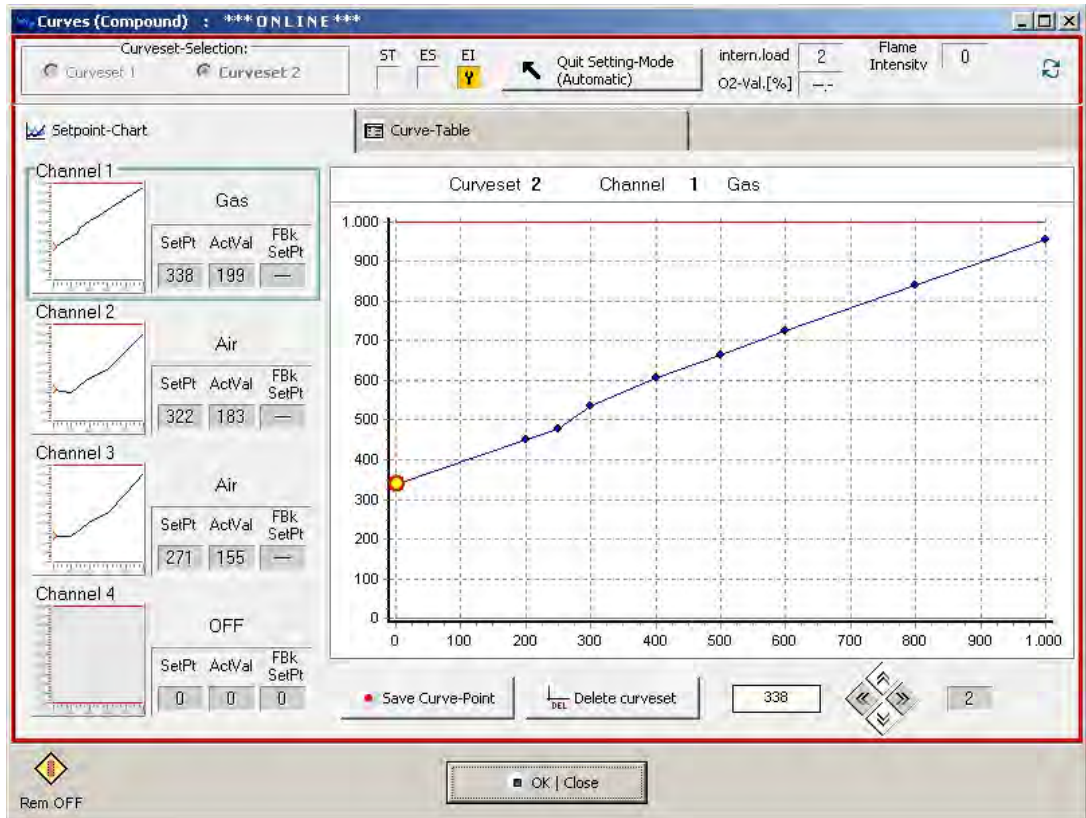 Curves (Compound) : ***ONLINE***
Curveset-Selection:
Curveset 1 Curveset 2
ST ES EI
Quit Setting-Mode
(Automatic)
intern.load 2
O2-Val.[%] --.-
Flame
Intensity 0
Setpoint-Chart
Curve-Table
Channel 1
Gas
SetPt ActVal FBk
SetPt
338 199 ---
Channel 2
Air
SetPt ActVal FBk
SetPt
322 183 ---
Channel 3
Air
SetPt ActVal FBk
SetPt
271 155 ---
Channel 4
OFF
SetPt ActVal FBk
SetPt
0 0 0
Curveset 2 Channel 1 Gas
1.000
900
800
700
600
500
400
300
200
100
0
0 100 200 300 400 500 600 700 800 900 1.000
Save Curve-Point
DEL Delete curveset
338
2
Rem OFF
OK | Close